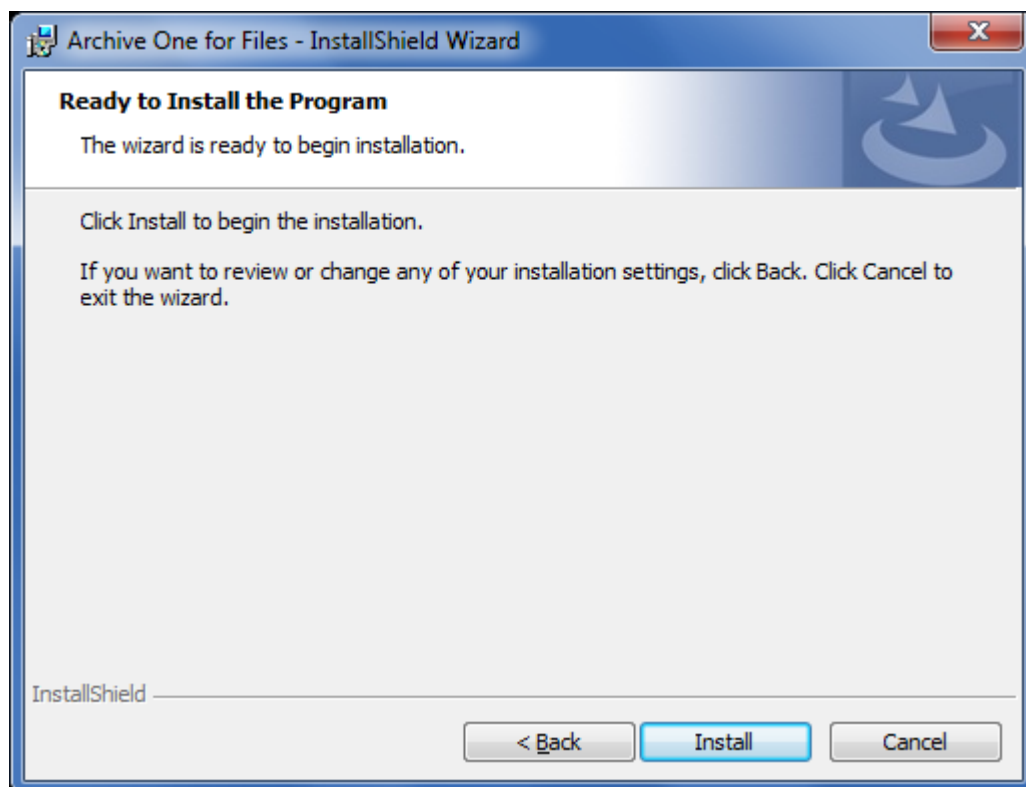 Archive One for Files - InstallShield Wizard
Ready to Install the Program
The wizard is ready to begin installation.
Click Install to begin the installation.
If you want to review or change any of your installation settings, click Back. Click Cancel to
exit the wizard.
InstallShield
< Back
Install
Cancel